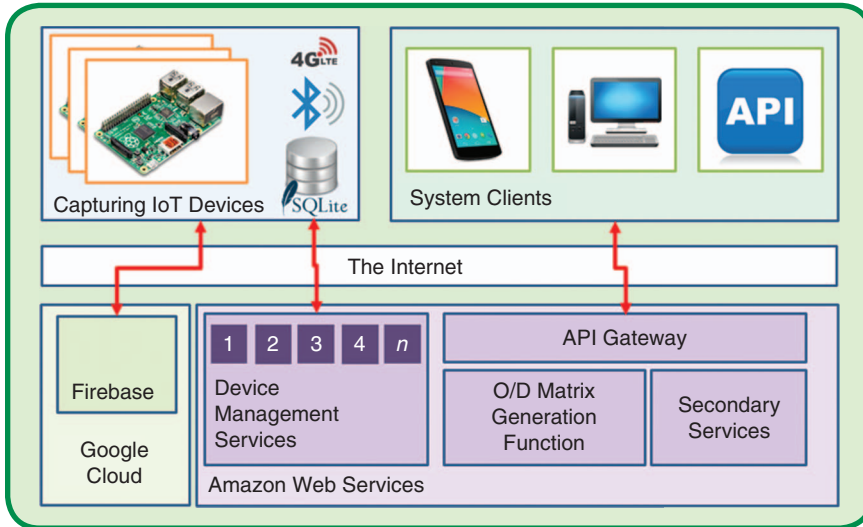 4G LTE
SQLite
Capturing IoT Devices
API
System Clients
The Internet
Firebase
Google
Cloud
1 2 3 4 n
Device
Management
Services
API Gateway
O/D Matrix
Generation
Function
Secondary
Services
Amazon Web Services